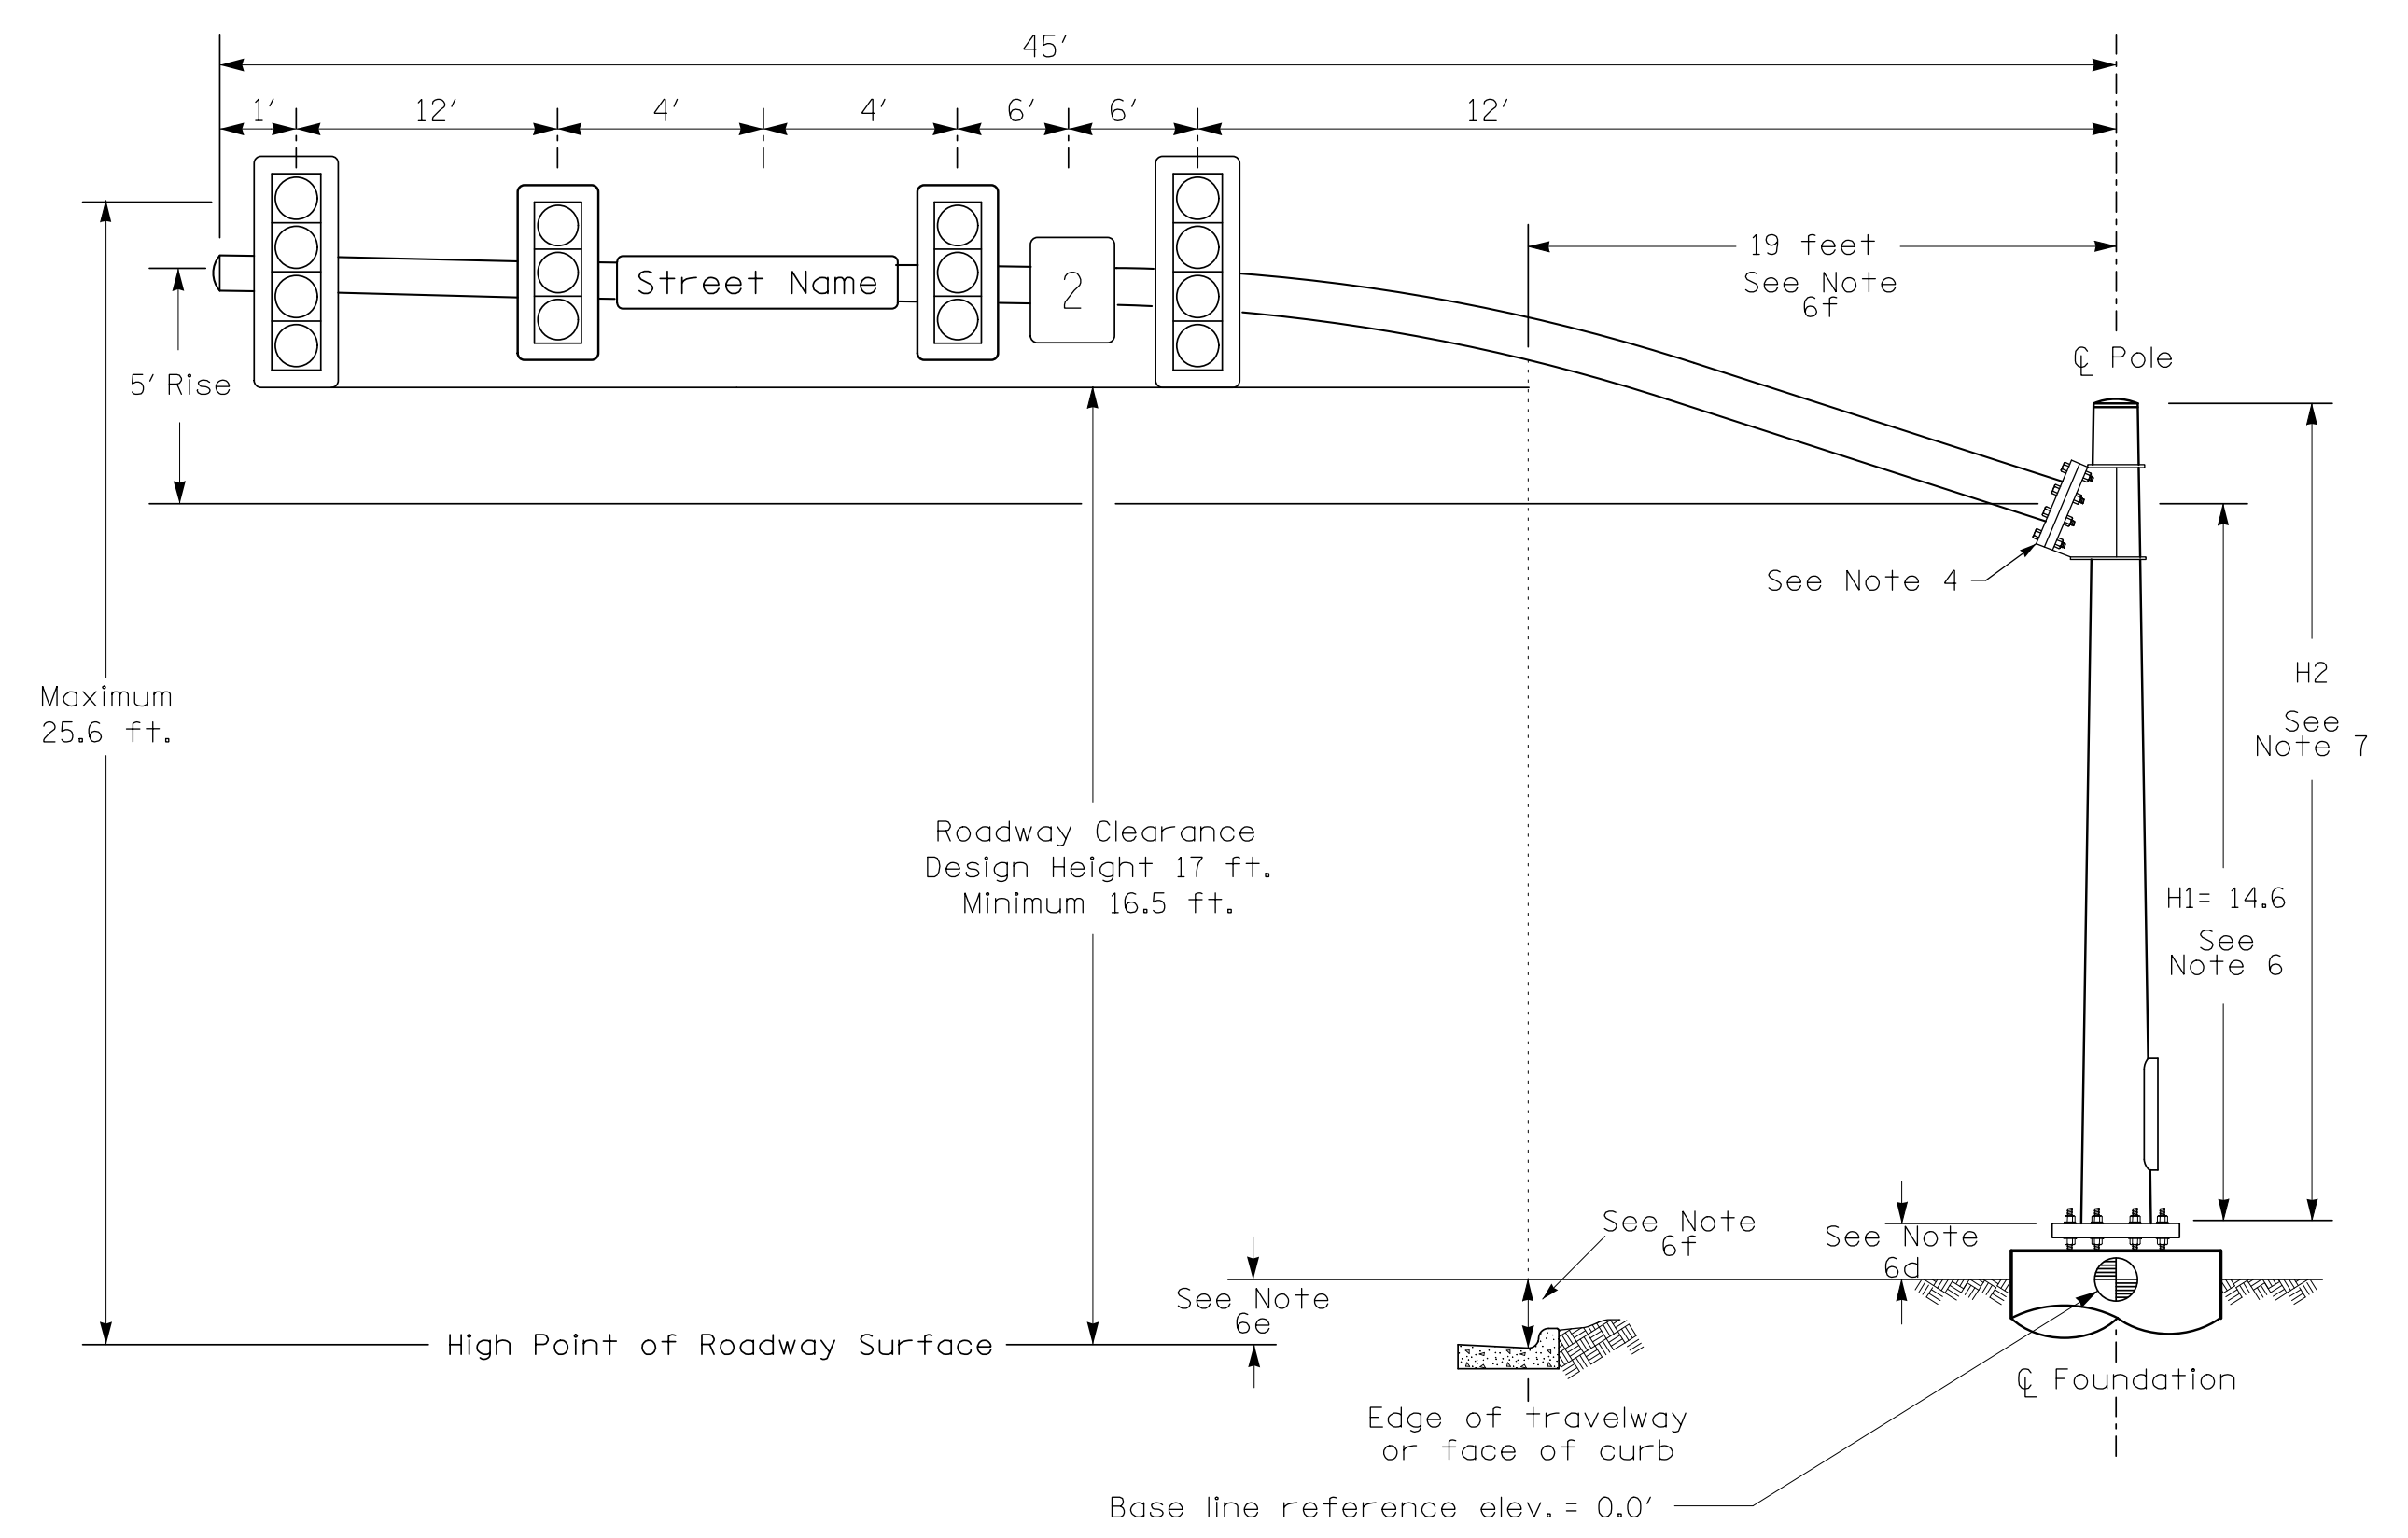 45'
1' 12' 4' 4' 6' 6' 12'
19 feet
See Note
6f
Street Name
2
℄ Pole
5' Rise
See Note 4
H2
See
Note 7
Maximum
25.6 ft.
Roadway Clearance
Design Height 17 ft.
Minimum 16.5 ft.
H1= 14.6
See
Note 6
See Note
6f
See Note
6d
See Note
6e
High Point of Roadway Surface
℄ Foundation
Edge of travelway
or face of curb
Base line reference elev. = 0.0'